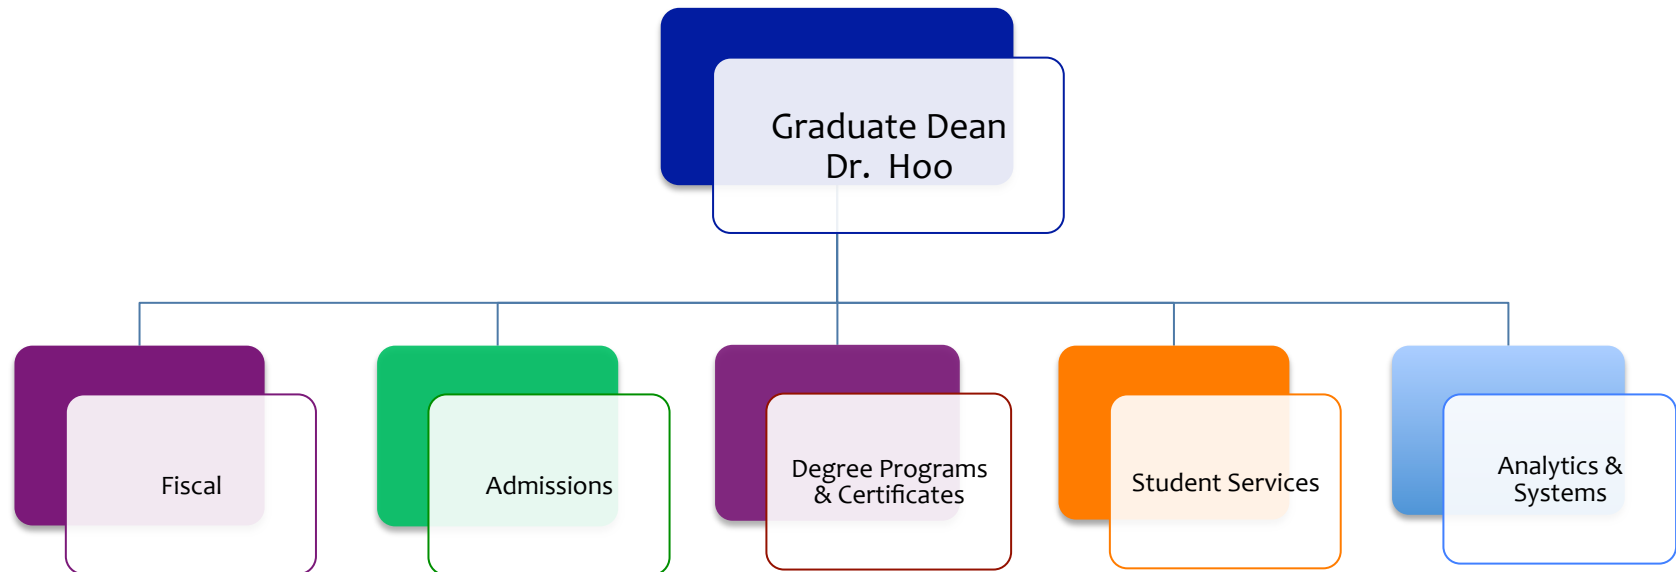 Graduate Dean
Dr. Hoo
Fiscal
Admissions
Degree Programs
& Certificates
Student Services
Analytics &
Systems